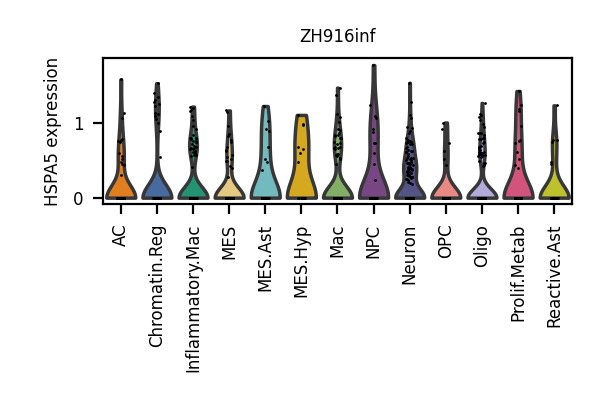 ZH916inf
HSPA5 expression
1
0
AC
Chromatin.Reg
Inflammatory.Mac
MES
MES.Ast
MES.Hyp
Mac
NPC
Neuron
OPC
Oligo
Prolif.Metab
Reactive.Ast